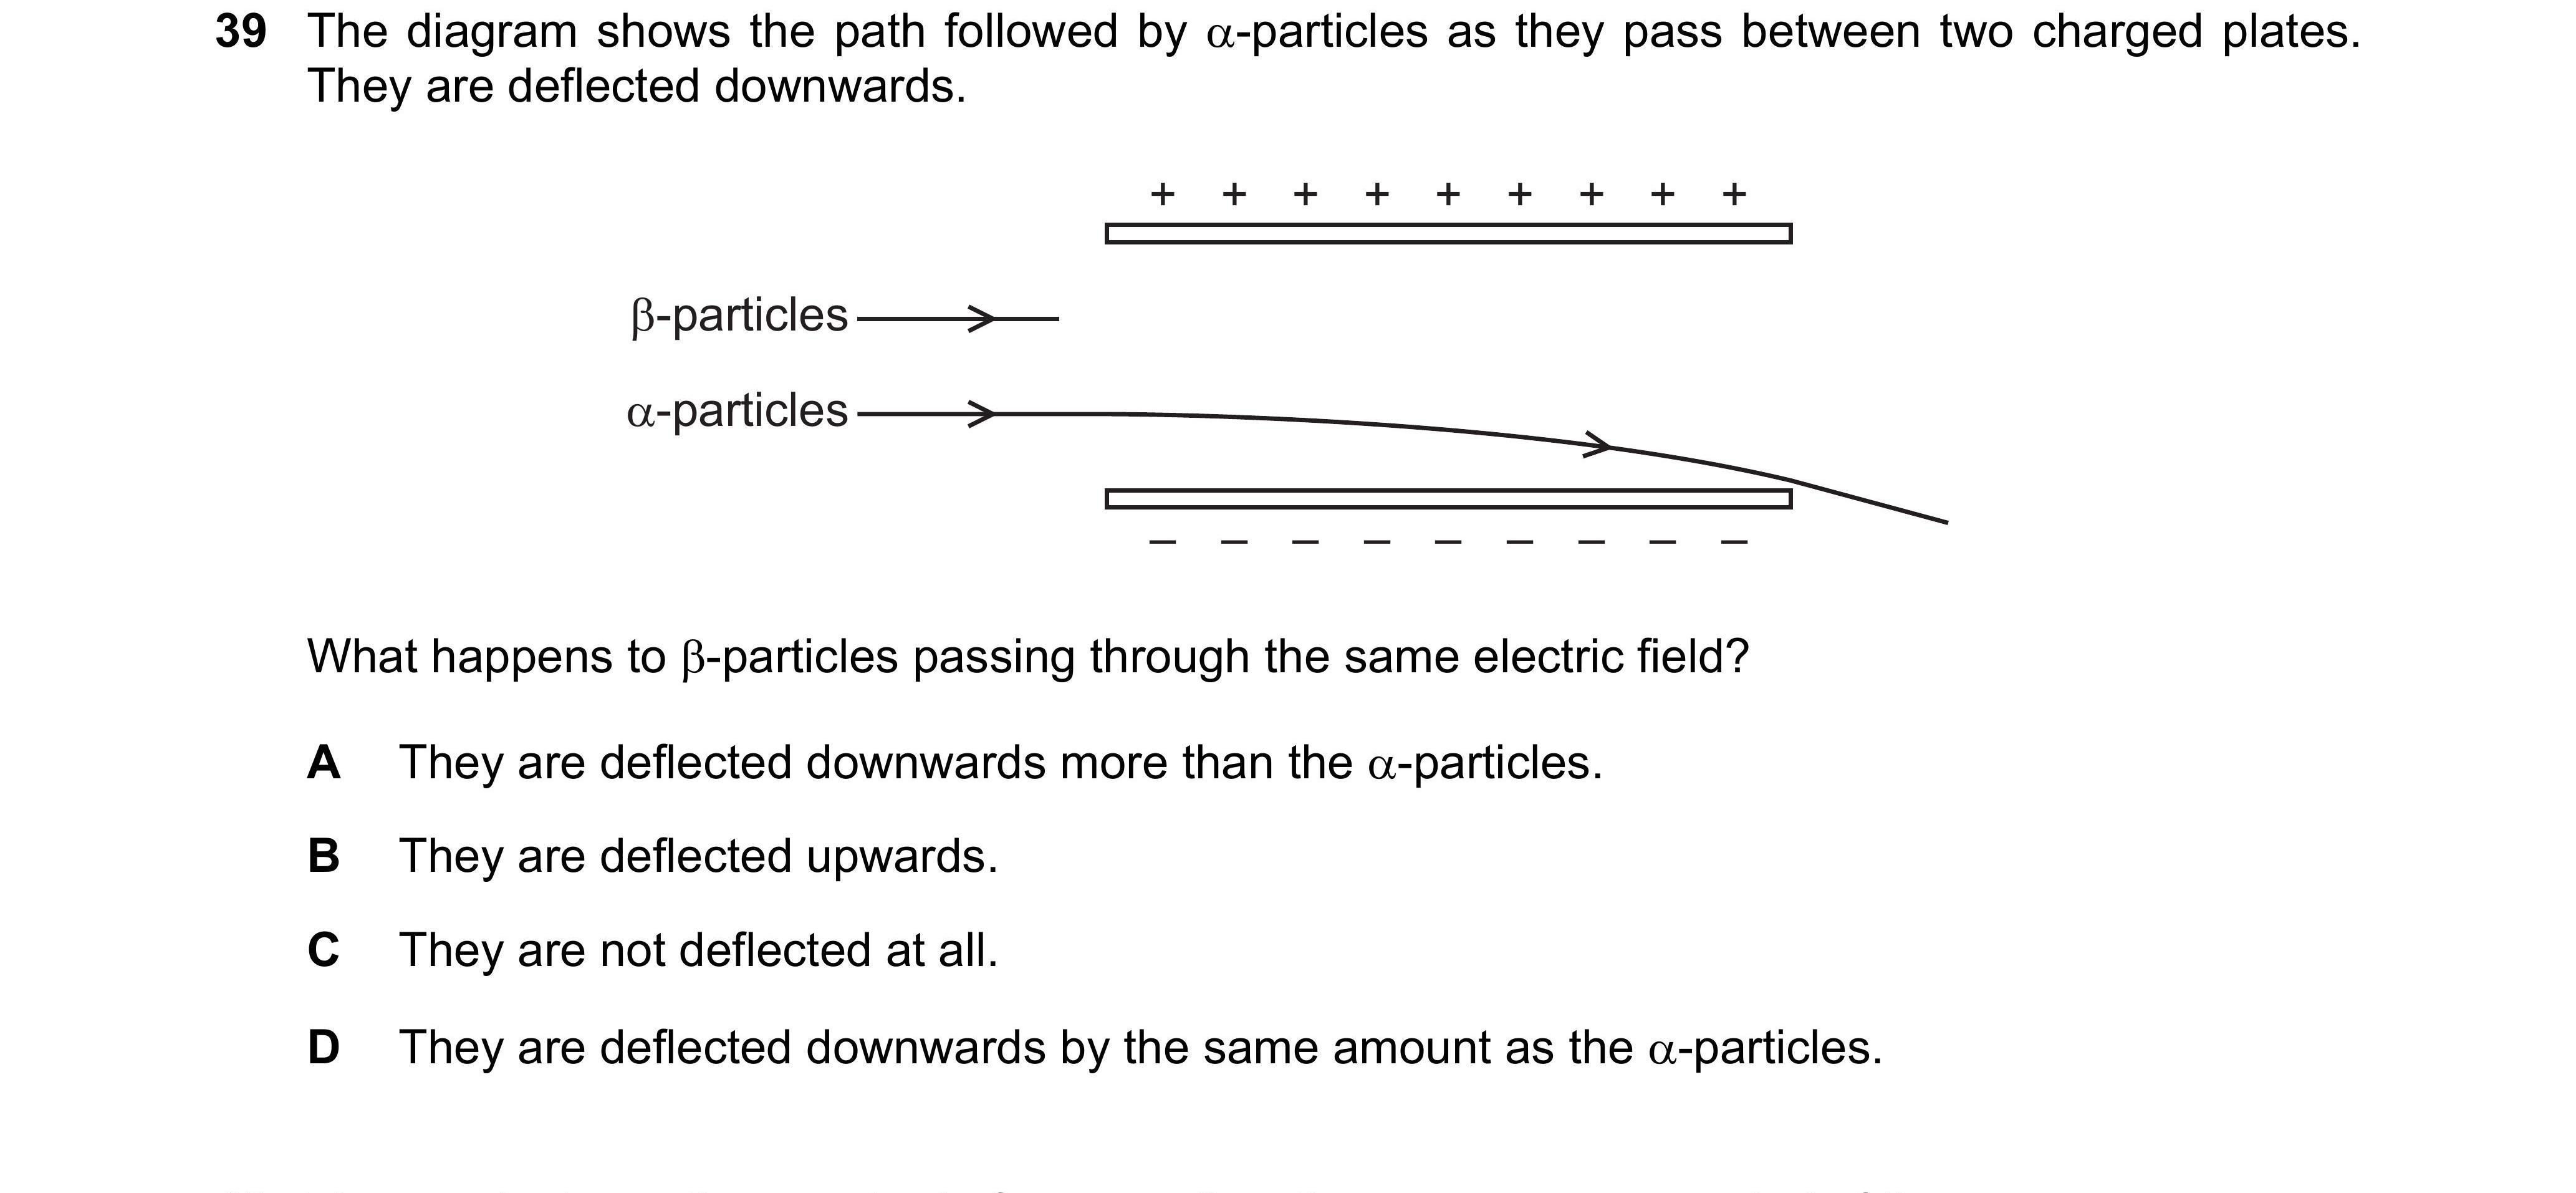 39 The diagram shows the path followed by α-particles as they pass between two charged plates.
They are deflected downwards.
+ + + + + + + + +
β-particles
α-particles
– – – – – – – – –
What happens to β-particles passing through the same electric field?
A They are deflected downwards more than the α-particles.
B They are deflected upwards.
C They are not deflected at all.
D They are deflected downwards by the same amount as the α-particles.